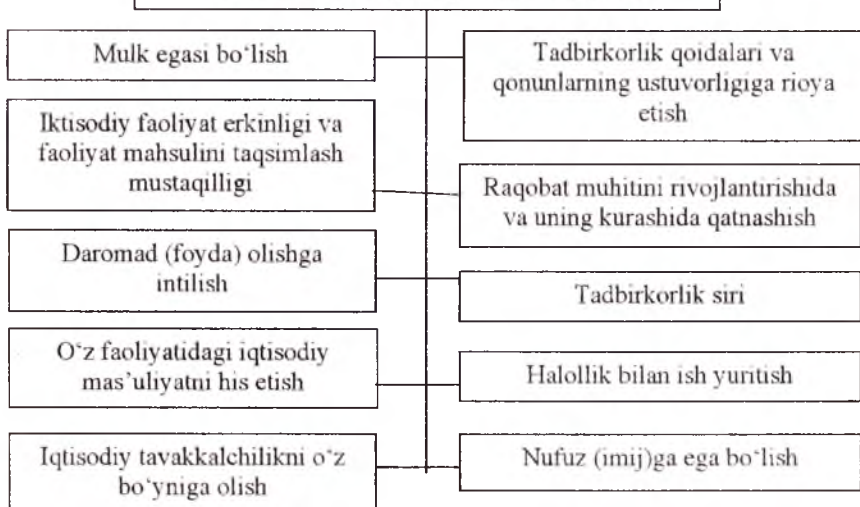 Mulk egasi bo‘lish
Iktisodiy faoliyat erkinligi va
faoliyat mahsulini taqsimlash
mustaqilligi
Daromad (foyda) olishga
intilish
O‘z faoliyatidagi iqtisodiy
mas’uliyatni his etish
Iqtisodiy tavakkalchilikni o‘z
bo‘yniga olish
Tadbirkorlik qoidalari va
qonunlarning ustuvorligiga rioya
etish
Raqobat muhitini rivojlantirishida
va uning kurashida qatnashish
Tadbirkorlik siri
Halollik bilan ish yuritish
Nufuz (imij)ga ega bo‘lish